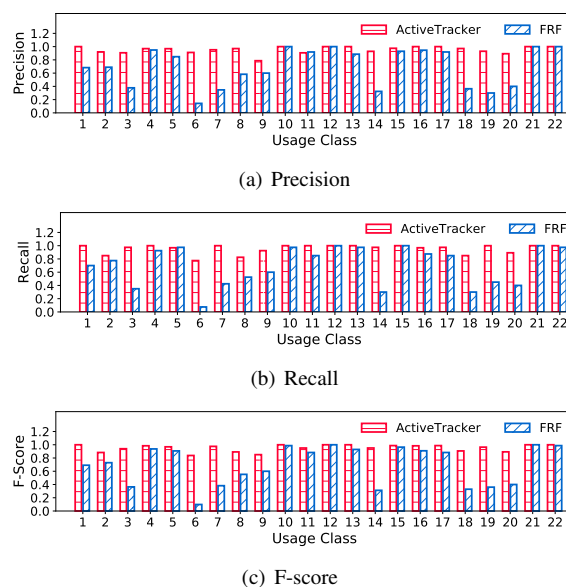 ActiveTracker FRF
Precision
1.2
1.0
0.8
0.6
0.4
0.2
0.0
1 2 3 4 5 6 7 8 9 10 11 12 13 14 15 16 17 18 19 20 21 22
Usage Class
(a) Precision
ActiveTracker FRF
Recall
1.2
1.0
0.8
0.6
0.4
0.2
0.0
1 2 3 4 5 6 7 8 9 10 11 12 13 14 15 16 17 18 19 20 21 22
Usage Class
(b) Recall
ActiveTracker FRF
F-Score
1.2
1.0
0.8
0.6
0.4
0.2
0.0
1 2 3 4 5 6 7 8 9 10 11 12 13 14 15 16 17 18 19 20 21 22
Usage Class
(c) F-score